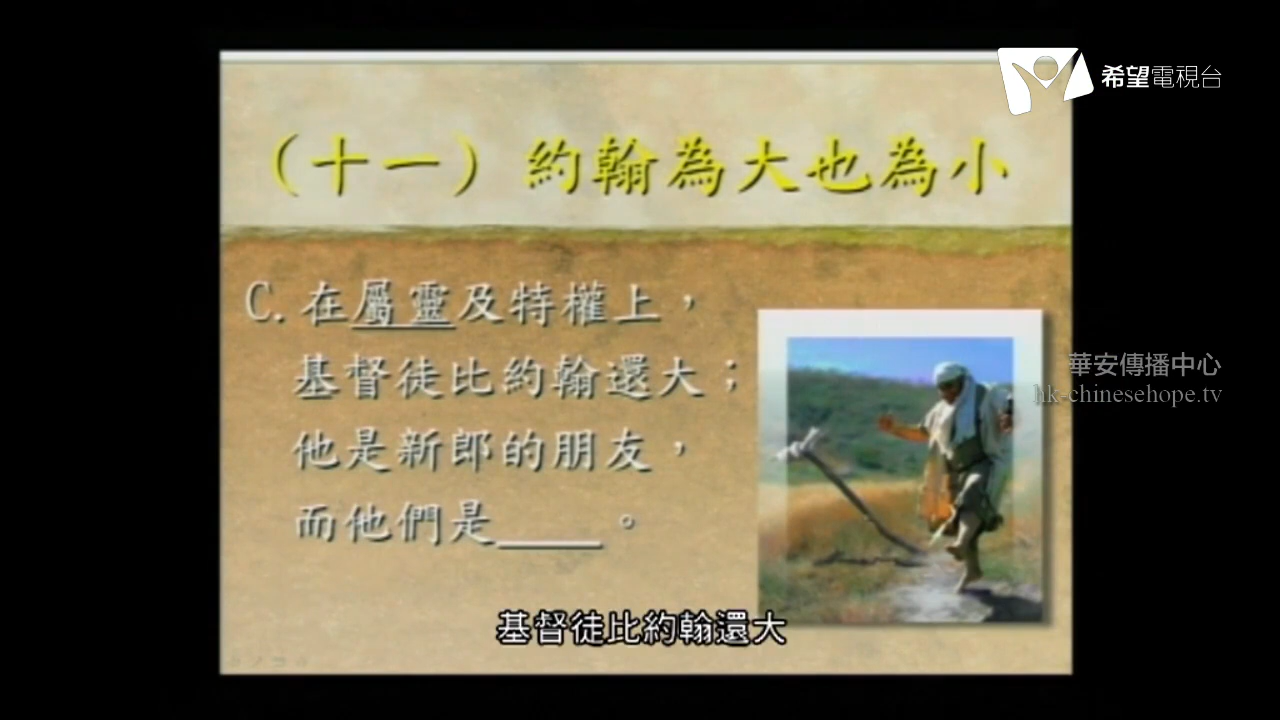 希望電視台
（十一）約翰為大也為小
C.在屬靈及特權上，
基督徒比約翰還大；
他是新郎的朋友，
而他們是____。
華安傳播中心
hk-chinesehope.tv
基督徒比約翰還大